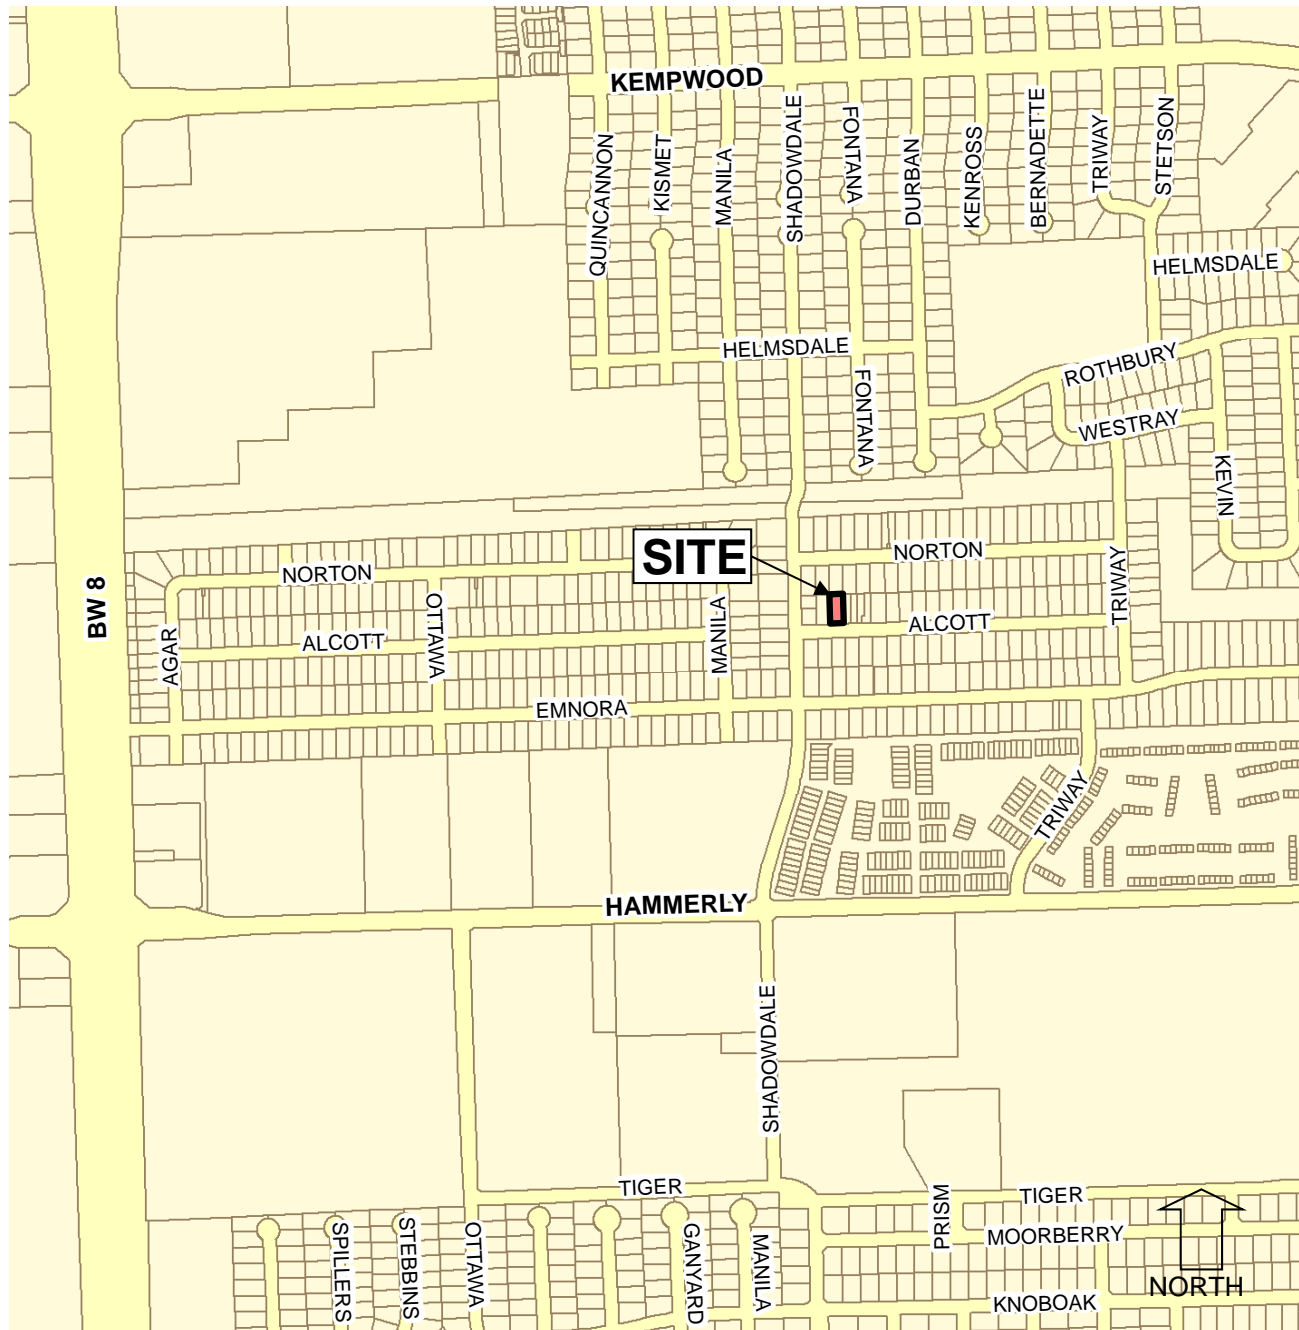 KEMPWOOD
QUINCANNON
KISMET
MANILA
SHADOWDALE
FONTANA
DURBAN
KENROSS
BERNADETTE
TRIWAY
STETSON
HELMSDALE
HELMSDALE
ROTHBURY
FONTANA
WESTRAY
KEVIN
SITE
NORTON
NORTON
BW 8
AGAR
ALCOTT
OTTAWA
MANILA
ALCOTT
TRIWAY
EMNORA
TRIWAY
HAMMERLY
SHADOWDALE
TIGER
TIGER
PRISM
MOORBERRY
SPILLERS
STEBBINS
OTTAWA
GANYARD
MANILA
NORTH
KNOBOAK